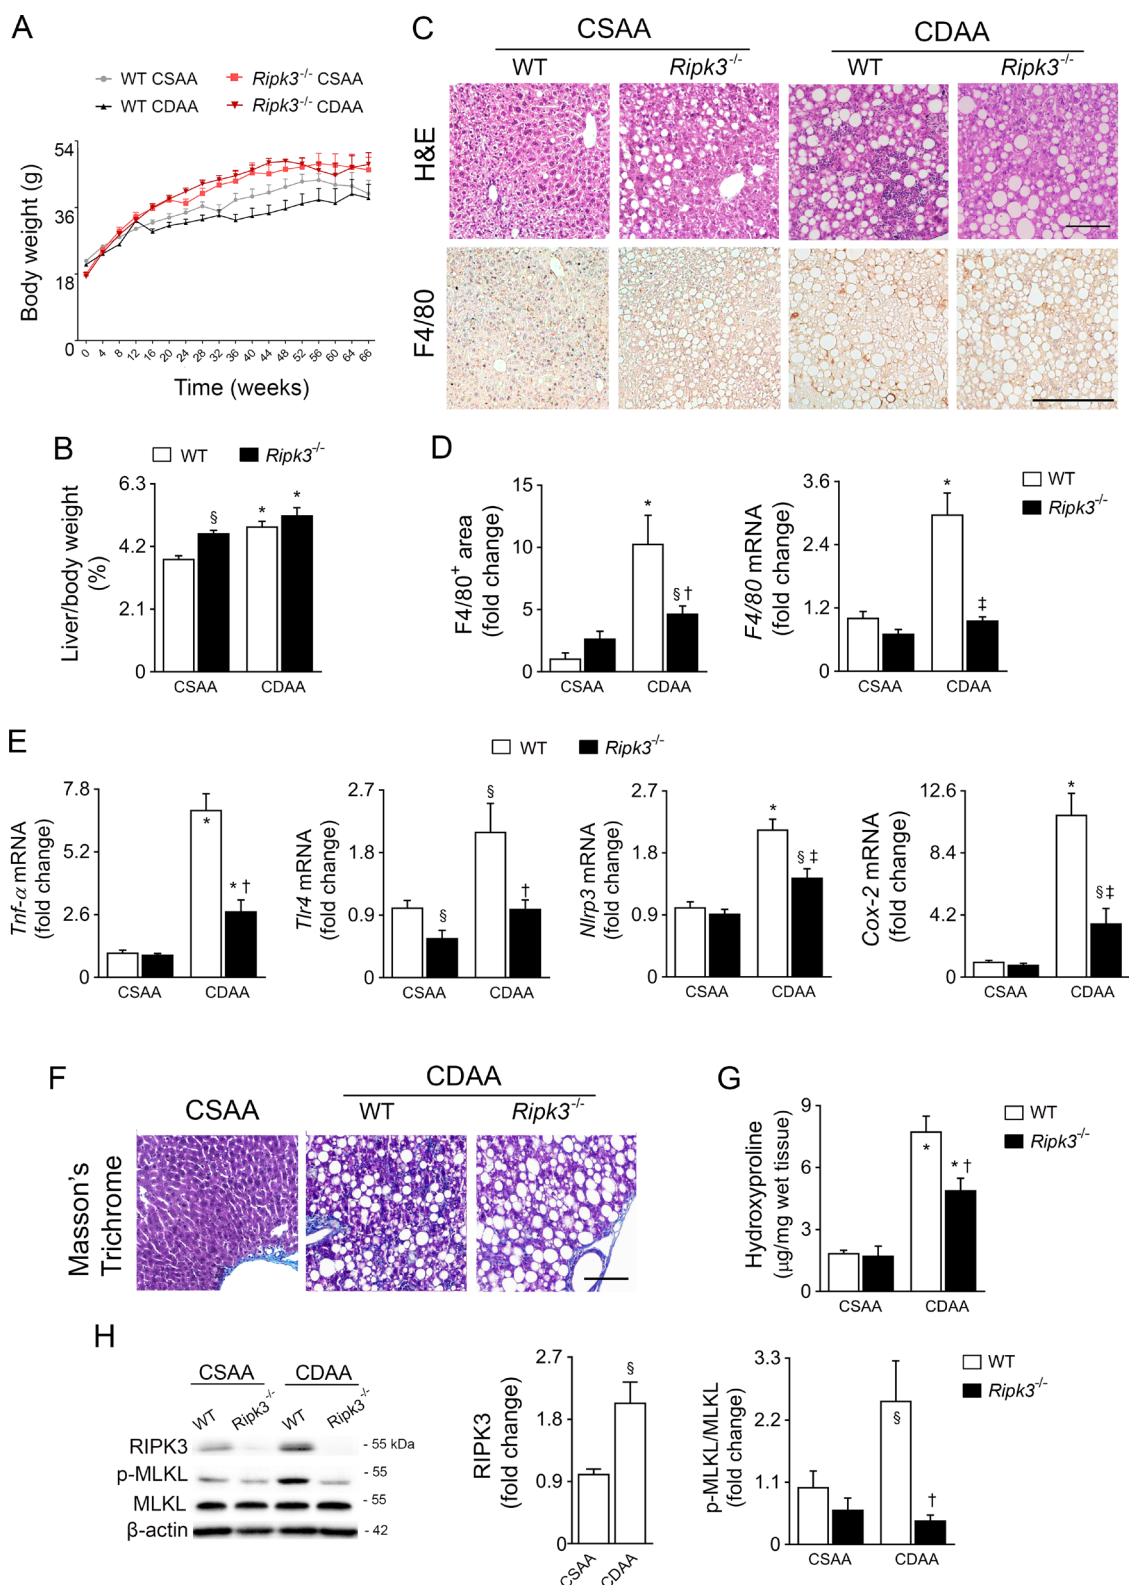 A
WT CSAA
Ripk3-/- CSAA
WT CDAA
Ripk3-/- CDAA
Body weight (g)
54
36
18
0
0 4 8 12 16 20 24 28 32 36 40 44 48 52 56 60 64 66
Time (weeks)
C
CSAA
CDAA
WT
Ripk3-/-
WT
Ripk3-/-
H&E
F4/80
B
WT
Ripk3-/-
Liver/body weight
(%)
6.3
4.2
2.1
0
§
*
*
CSAA
CDAA
D
F4/80+ area
(fold change)
15
10
5
0
*
§ †
CSAA
CDAA
F4/80 mRNA
(fold change)
3.6
2.4
1.2
0
*
‡
CSAA
CDAA
WT
Ripk3-/-
E
WT
Ripk3-/-
Tnf-α mRNA
(fold change)
7.8
5.2
2.6
0
*
* †
CSAA
CDAA
Tlr4 mRNA
(fold change)
2.7
1.8
0.9
0
§
§
†
CSAA
CDAA
Nlrp3 mRNA
(fold change)
2.7
1.8
0.9
0
*
§ ‡
CSAA
CDAA
Cox-2 mRNA
(fold change)
12.6
8.4
4.2
0
*
§‡
CSAA
CDAA
F
CSAA
CDAA
WT
Ripk3-/-
Masson's
Trichrome
G
Hydroxyproline
(µg/mg wet tissue)
9
6
3
0
*
* †
CSAA
CDAA
WT
Ripk3-/-
H
CSAA
CDAA
WT
Ripk3-/-
WT
Ripk3-/-
RIPK3
- 55 kDa
p-MLKL
- 55
MLKL
- 55
β-actin
- 42
RIPK3
(fold change)
2.7
1.8
0.9
0
§
CSAA
CDAA
p-MLKL/MLKL
(fold change)
3.3
2.2
1.1
0
§
†
CSAA
CDAA
WT
Ripk3-/-